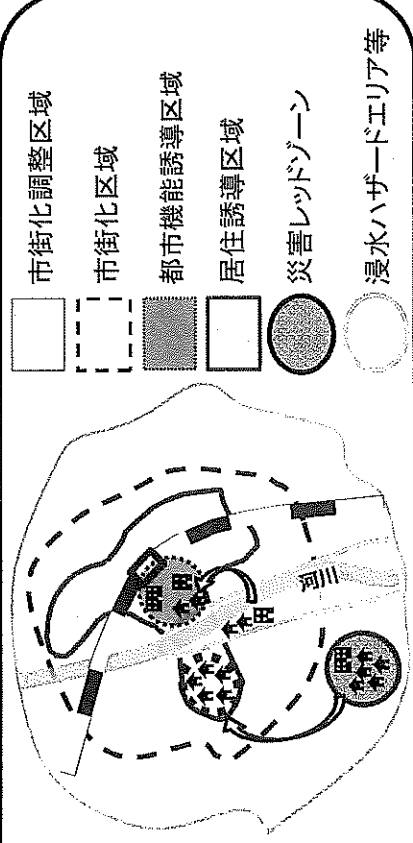 市街化調整区域
市街化区域
都市機能誘導区域
居住誘導区域
災害レッドゾーン
浸水ハザードエリア等
河川